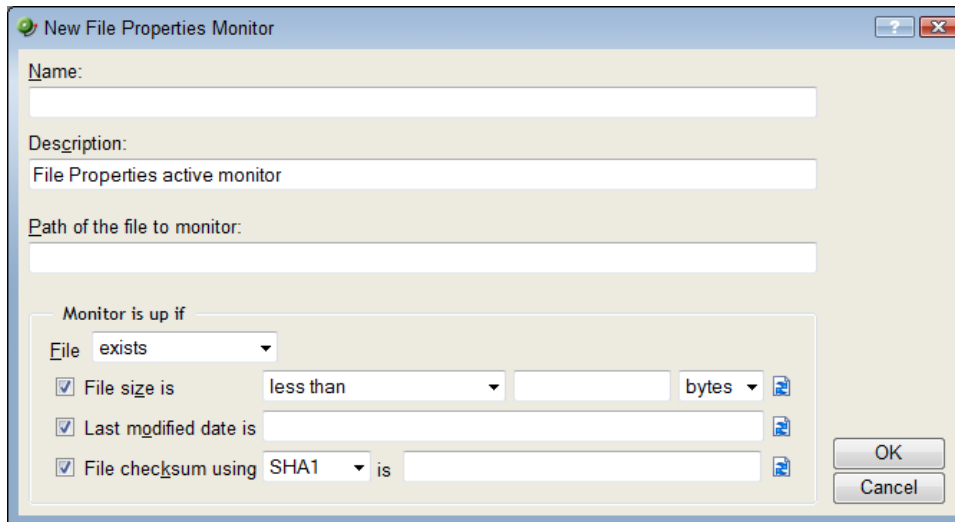 New File Properties Monitor
Name:
Description:
File Properties active monitor
Path of the file to monitor:
Monitor is up if
File exists
File size is less than bytes
Last modified date is
File checksum using SHA1 is
OK
Cancel